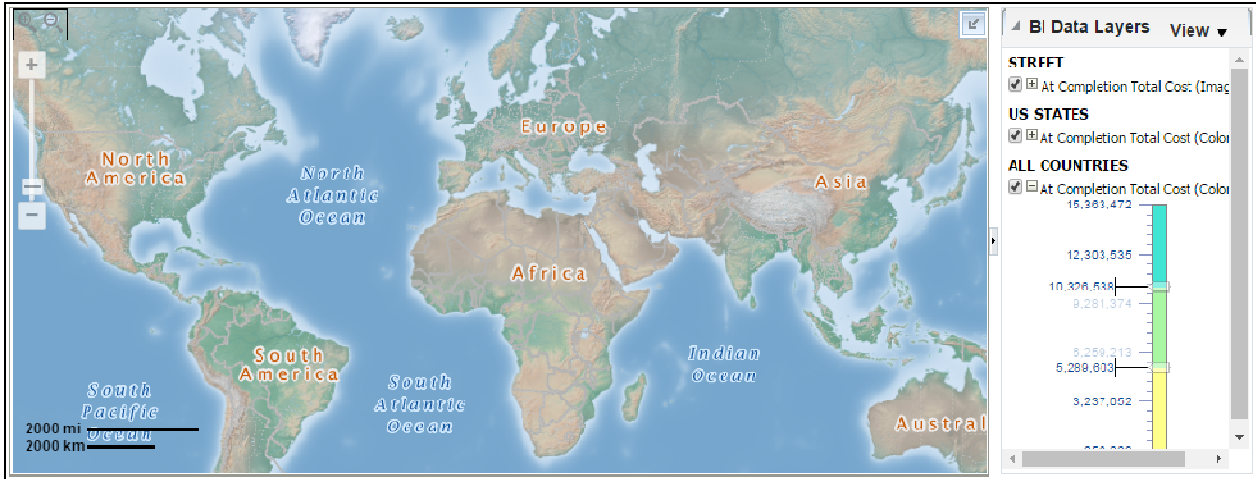 North
America
Europe
Asia
North
Atlantic
Ocean
Africa
South
America
Indian
Ocean
South
Pacific
Ocean
South
Atlantic
Ocean
Austral
2000 mi
2000 km
BI Data Layers View
STREET
At Completion Total Cost (Imag
US STATES
At Completion Total Cost (Color
ALL COUNTRIES
At Completion Total Cost (Color
15,363,472
12,303,535
10,326,538
9,281,374
6,259,213
5,289,603
3,237,052